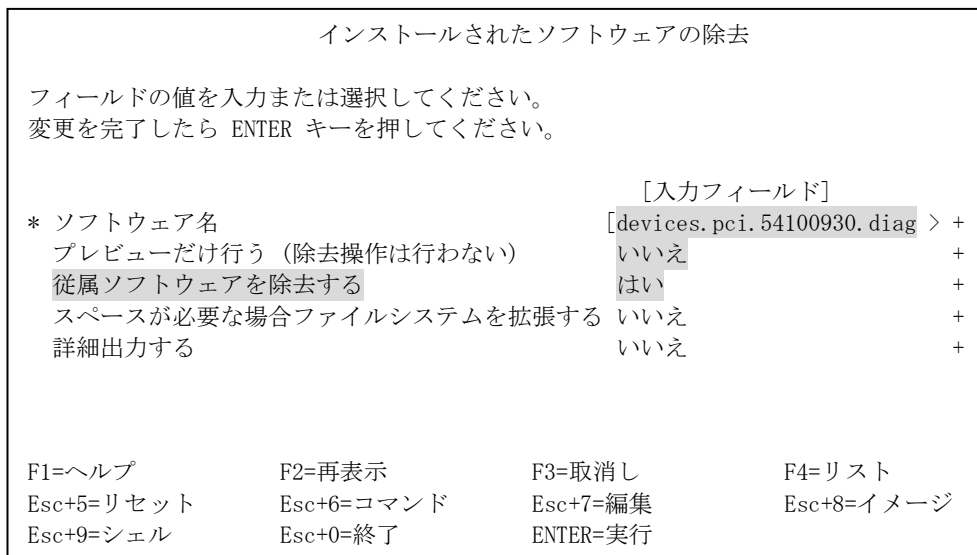 インストールされたソフトウェアの除去
フィールドの値を入力または選択してください。
変更を完了したら ENTER キーを押してください。
[入力フィールド]
* ソフトウェア名 [devices.pci.54100930.diag > +
プレビューだけ行う（除去操作は行わない） いいえ +
従属ソフトウェアを除去する はい +
スペースが必要な場合ファイルシステムを拡張する いいえ +
詳細出力する いいえ +
F1=ヘルプ F2=再表示 F3=取消し F4=リスト
Esc+5=リセット Esc+6=コマンド Esc+7=編集 Esc+8=イメージ
Esc+9=シェル Esc+0=終了 ENTER=実行